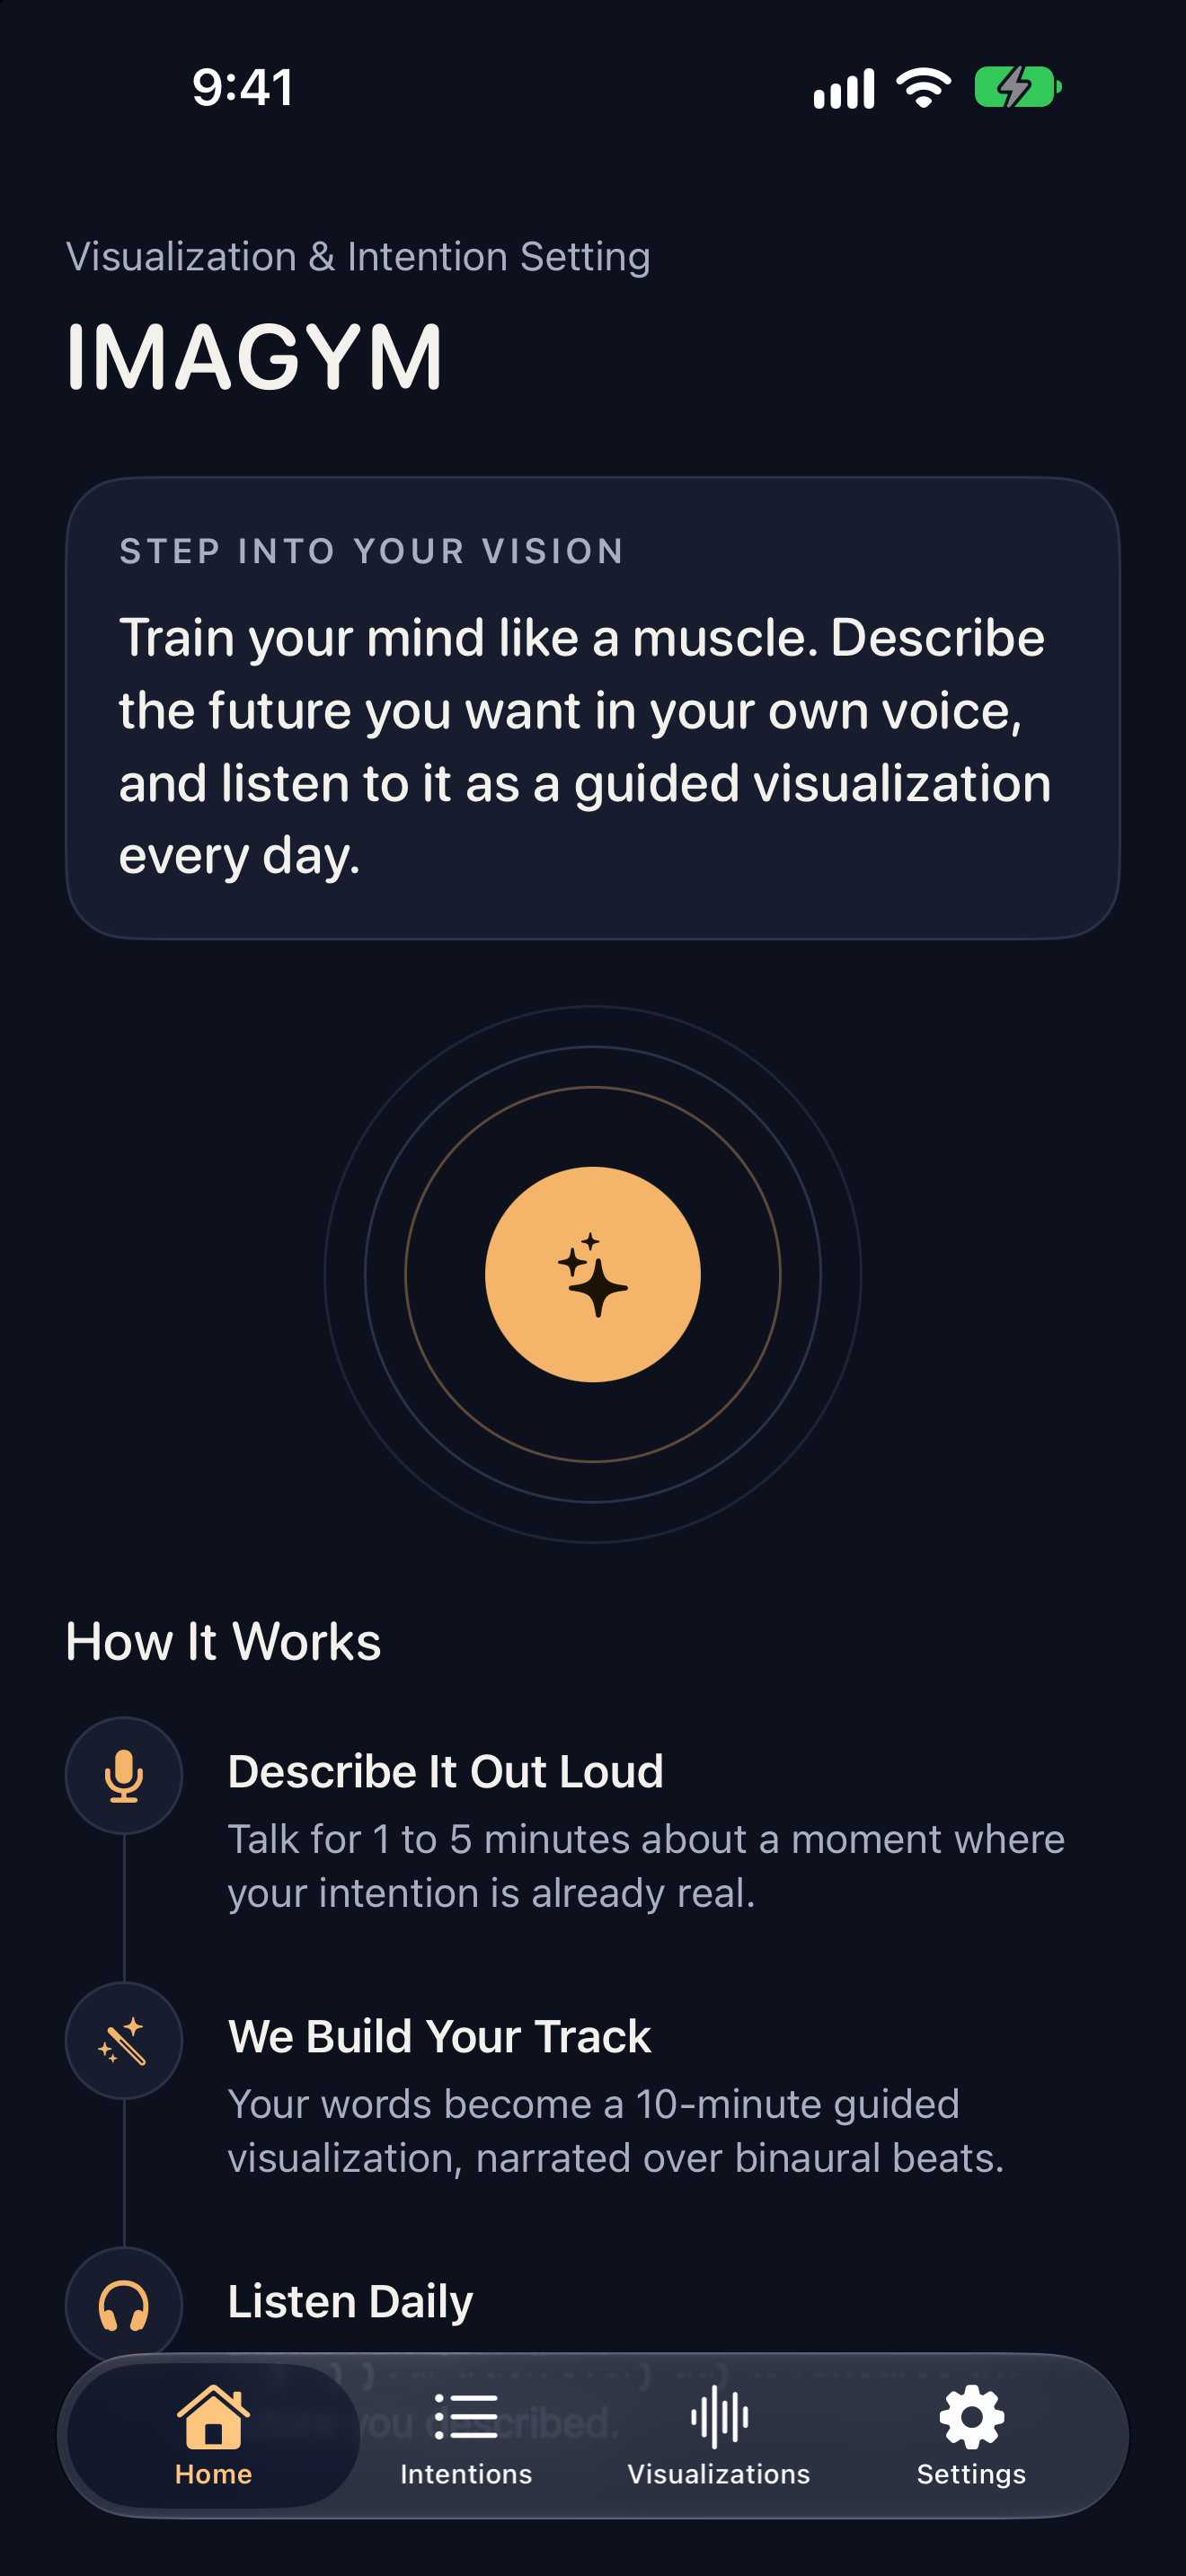 9:41
Visualization & Intention Setting
IMAGYM
STEP INTO YOUR VISION
Train your mind like a muscle. Describe
the future you want in your own voice,
and listen to it as a guided visualization
every day.
How It Works
Describe It Out Loud
Talk for 1 to 5 minutes about a moment where
your intention is already real.
We Build Your Track
Your words become a 10-minute guided
visualization, narrated over binaural beats.
Listen Daily
you described.
Home
Intentions
Visualizations
Settings